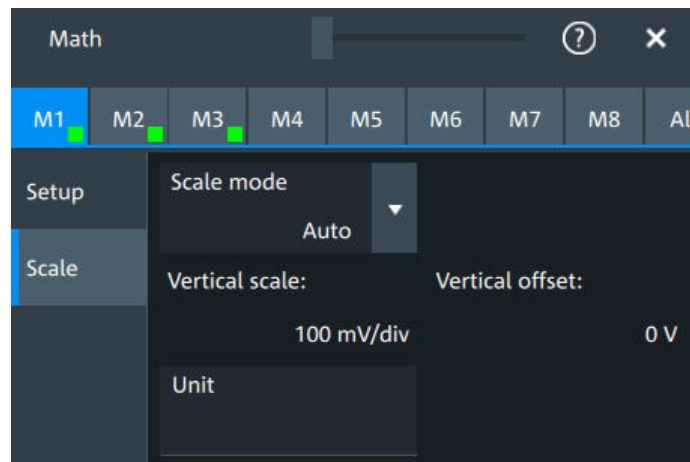 Math
?
M1 M2 M3 M4 M5 M6 M7 M8
Setup
Scale mode
Auto
Scale
Vertical scale: Vertical offset:
100 mV/div 0 V
Unit